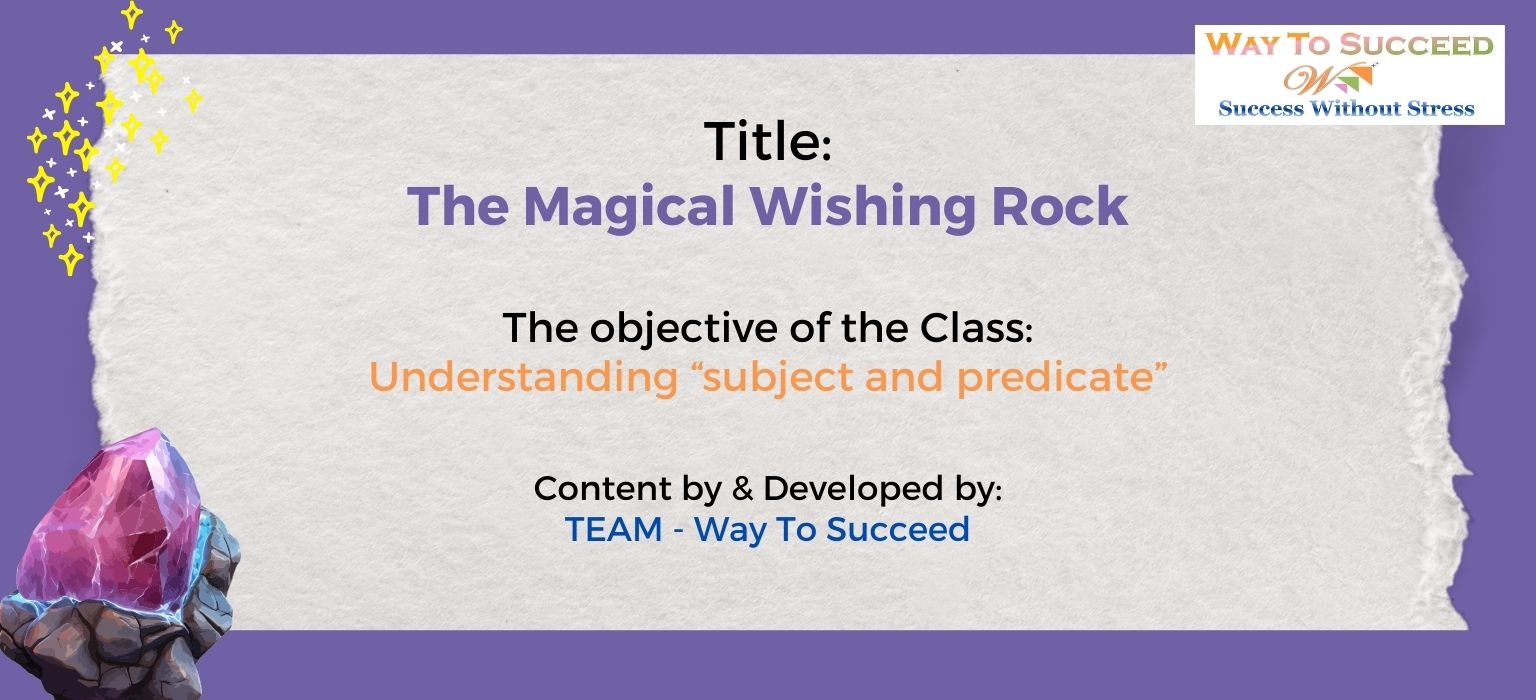 WAY TO SUCCEED
W
Success Without Stress
Title:
The Magical Wishing Rock
The objective of the Class:
Understanding “subject and predicate”
Content by & Developed by:
TEAM - Way To Succeed